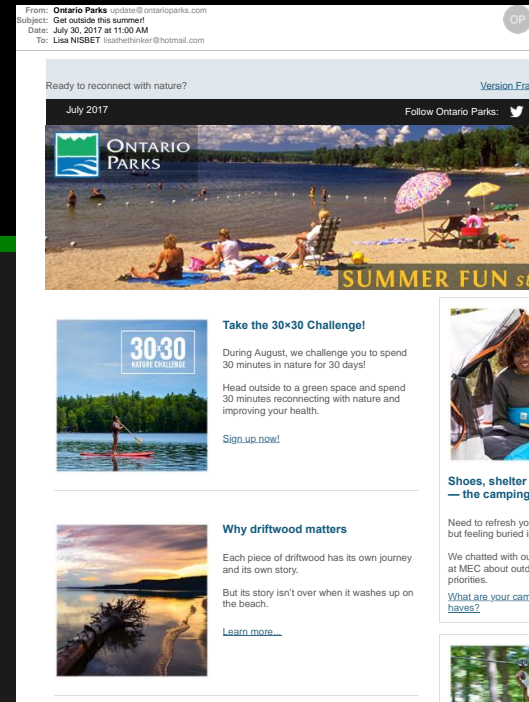 From: Ontario Parks update@ontarioparks.com
Subject: Get outside this summer!
Date: July 30, 2017 at 11:00 AM
To: Lisa NISBET lisathethinker@hotmail.com
OP
Ready to reconnect with nature?
Version Fra
July 2017
Follow Ontario Parks:
ONTARIO
PARKS
SUMMER FUN st
30×30
NATURE CHALLENGE
Take the 30×30 Challenge!
During August, we challenge you to spend
30 minutes in nature for 30 days!
Head outside to a green space and spend
30 minutes reconnecting with nature and
improving your health.
Sign up now!
Why driftwood matters
Each piece of driftwood has its own journey
and its own story.
But its story isn't over when it washes up on
the beach.
Learn more...
Shoes, shelter
— the camping
Need to refresh yo
but feeling buried i
We chatted with ou
at MEC about outd
priorities.
What are your cam
haves?